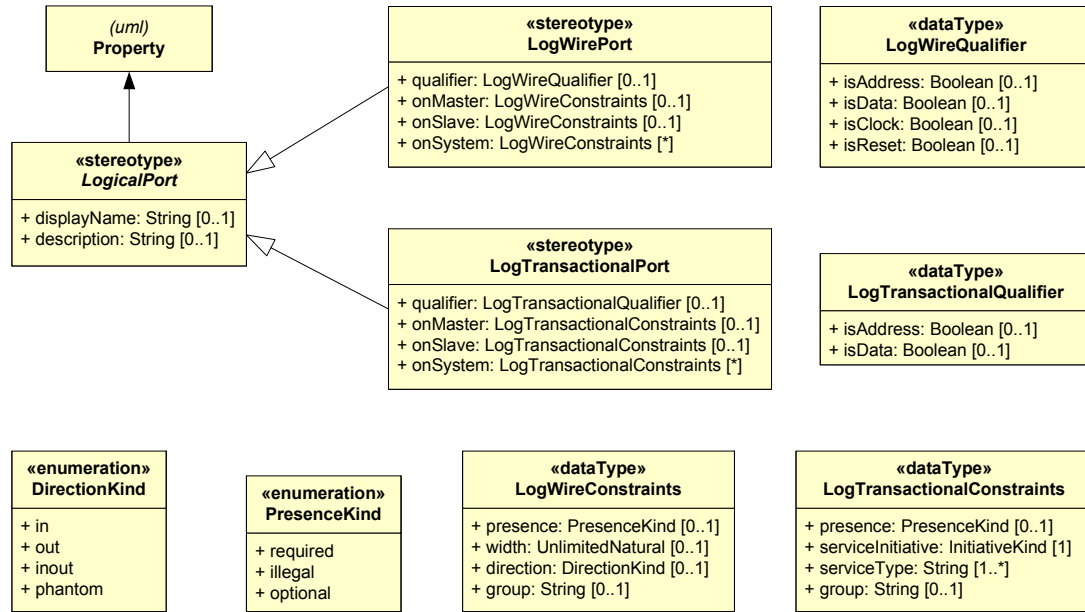 (uml)
Property
«stereotype»
LogicalPort
+ displayName: String [0..1]
+ description: String [0..1]
«stereotype»
LogWirePort
+ qualifier: LogWireQualifier [0..1]
+ onMaster: LogWireConstraints [0..1]
+ onSlave: LogWireConstraints [0..1]
+ onSystem: LogWireConstraints [*]
«dataType»
LogWireQualifier
+ isAddress: Boolean [0..1]
+ isData: Boolean [0..1]
+ isClock: Boolean [0..1]
+ isReset: Boolean [0..1]
«stereotype»
LogTransactionalPort
+ qualifier: LogTransactionalQualifier [0..1]
+ onMaster: LogTransactionalConstraints [0..1]
+ onSlave: LogTransactionalConstraints [0..1]
+ onSystem: LogTransactionalConstraints [*]
«dataType»
LogTransactionalQualifier
+ isAddress: Boolean [0..1]
+ isData: Boolean [0..1]
«enumeration»
DirectionKind
+ in
+ out
+ inout
+ phantom
«enumeration»
PresenceKind
+ required
+ illegal
+ optional
«dataType»
LogWireConstraints
+ presence: PresenceKind [0..1]
+ width: UnlimitedNatural [0..1]
+ direction: DirectionKind [0..1]
+ group: String [0..1]
«dataType»
LogTransactionalConstraints
+ presence: PresenceKind [0..1]
+ serviceInitiative: InitiativeKind [1]
+ serviceType: String [1..*]
+ group: String [0..1]